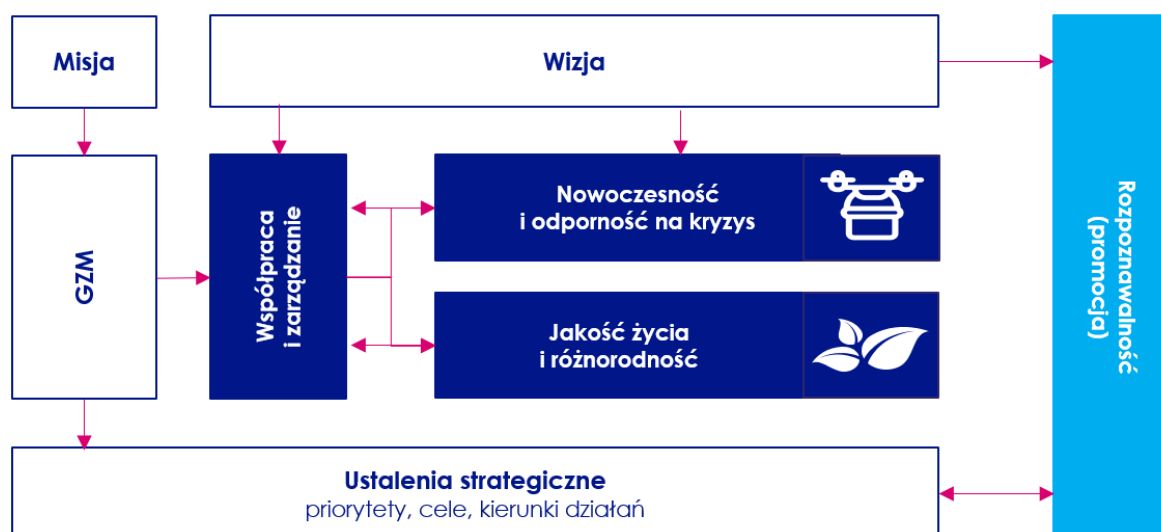 Misja
Wizja
GZM
Współpraca
i zarządzanie
Nowoczesność
i odporność na kryzys
Jakość życia
i różnorodność
Rozpoznawalność
(promocja)
Ustalenia strategiczne
priorytety, cele, kierunki działań